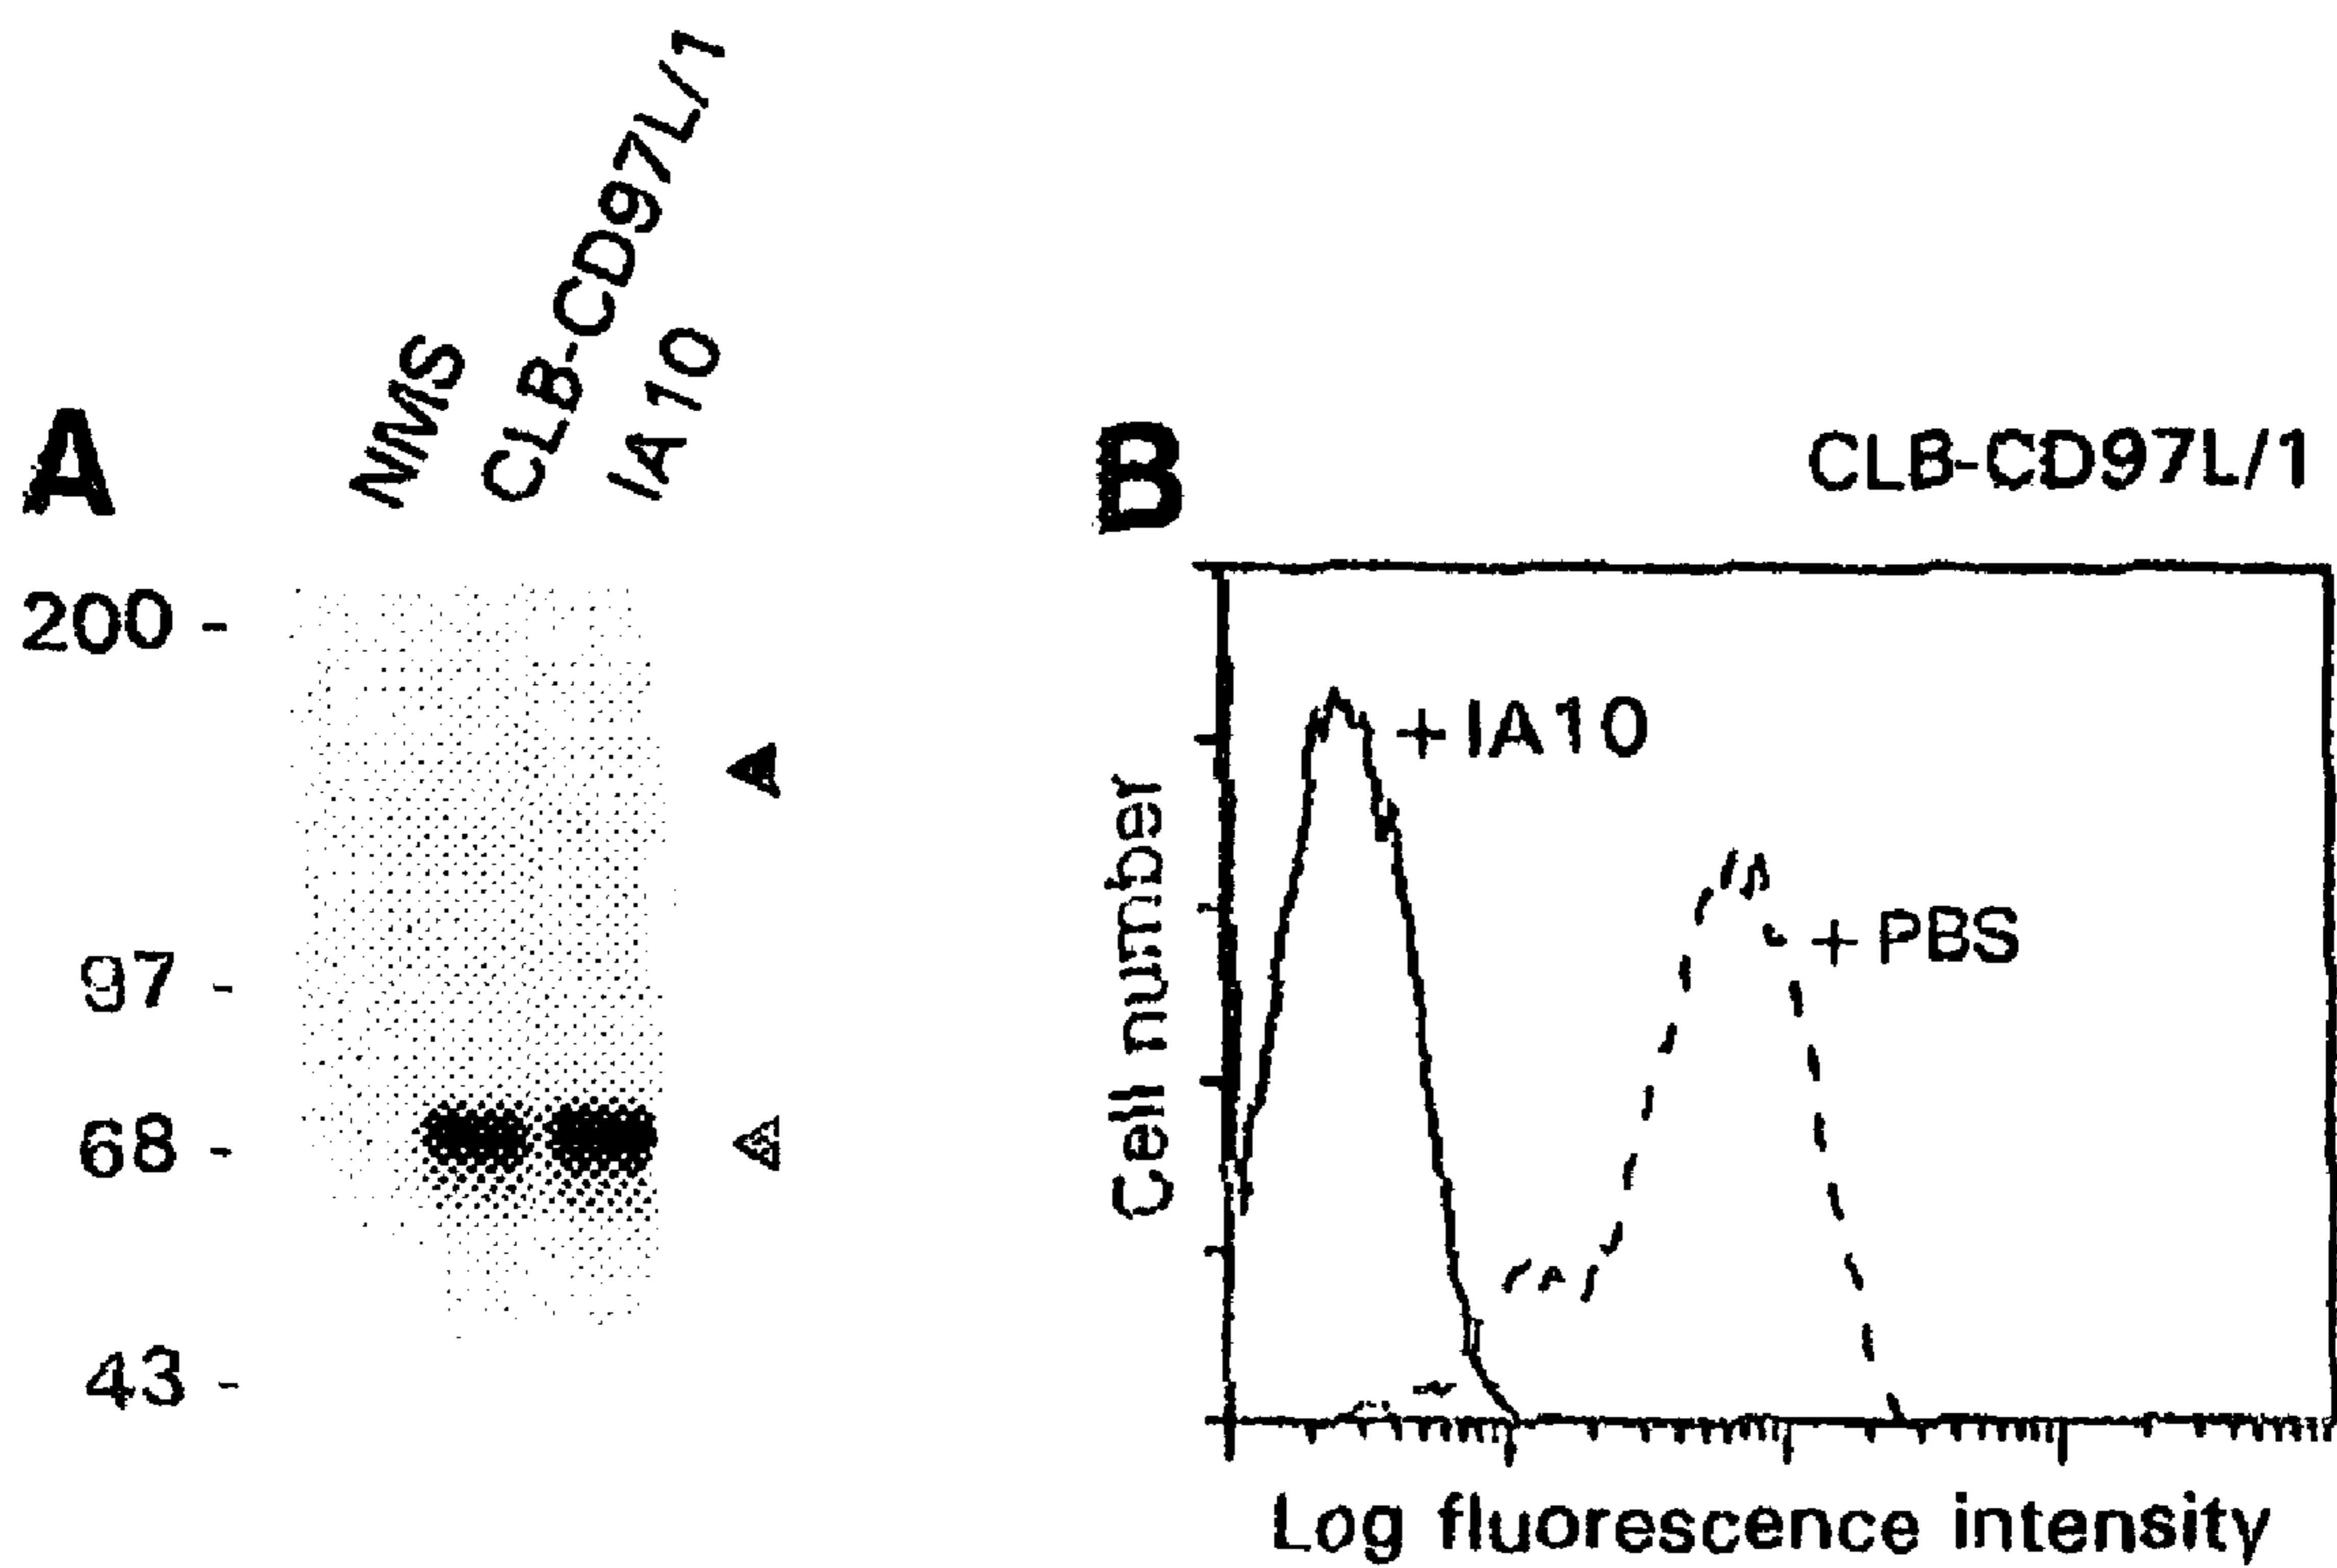 A
NMS
CLB-CD97L/1
IA10
200 -
97 -
68 -
43 -
B
CLB-CD97L/1
+IA10
+PBS
Cell number
Log fluorescence intensity